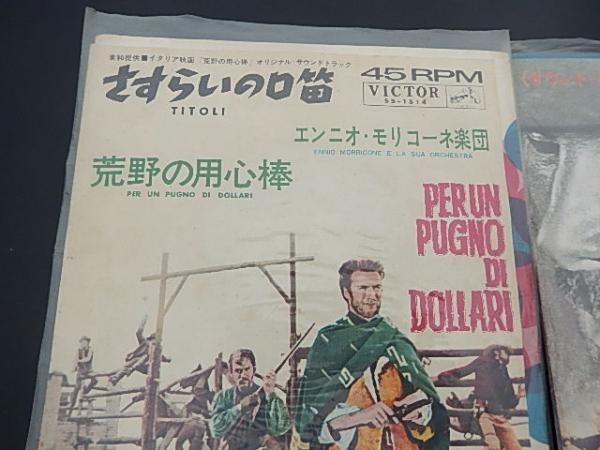 東和提供■イタリア映画 「荒野の用心棒」オリジナル・サウンドトラック
さすらいの口笛
TITOLI
45 RPM
VICTOR
SS-1514
エンニオ・モリコーネ楽団
ENNIO MORRICONE E LA SUA ORCHESTRA
荒野の用心棒
PER UN PUGNO DI DOLLARI
PER UN
PUGNO
DI
DOLLARI